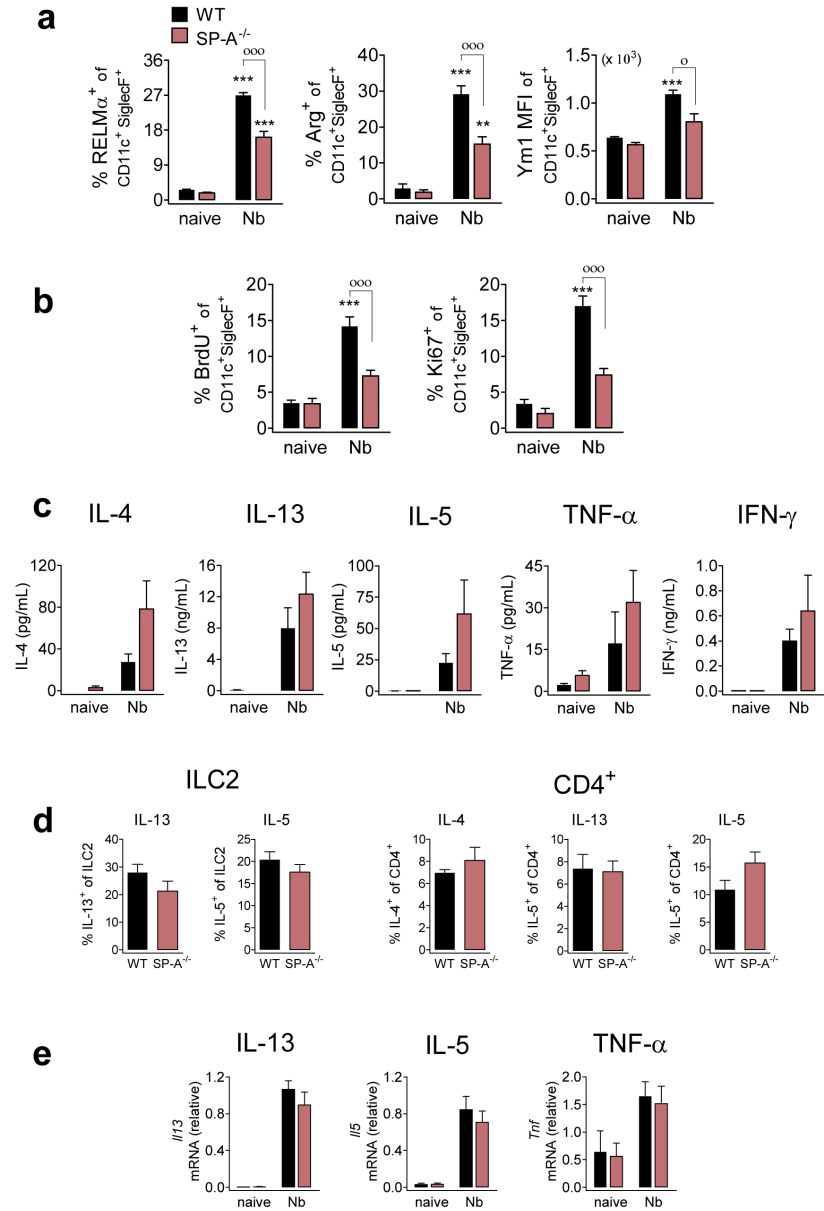 a
WT
SP-A-/-
% RELMα+ of
CD11c+SiglecF+
36
27
18
9
0
***
ooo
***
naive
Nb
% Arg+ of
CD11c+SiglecF+
40
30
20
10
0
***
ooo
**
naive
Nb
Ym1 MFI of
CD11c+SiglecF+
(x 10³)
1.5
1.0
0.5
0.0
***
o
naive
Nb
b
% BrdU+ of
CD11c+SiglecF+
20
15
10
5
0
***
ooo
naive
Nb
% Ki67+ of
CD11c+SiglecF+
20
15
10
5
0
***
ooo
naive
Nb
c
IL-4
IL-4 (pg/mL)
120
80
40
0
naive
Nb
IL-13
IL-13 (ng/mL)
16
12
8
4
0
naive
Nb
IL-5
IL-5 (pg/mL)
100
75
50
25
0
Nb
TNF-α
TNF-α (pg/mL)
45
30
15
0
naive
Nb
IFN-γ
IFN-γ (ng/mL)
1.0
0.8
0.6
0.4
0.2
0.0
naive
Nb
d
ILC2
IL-13
% IL-13+ of ILC2
40
30
20
10
0
WT
SP-A-/-
IL-5
% IL-5+ of ILC2
25
20
15
10
5
0
WT
SP-A-/-
CD4+
IL-4
% IL-4+ of CD4+
10
8
6
4
2
0
WT
SP-A-/-
IL-13
% IL-5+ of CD4+
10
8
6
4
2
0
WT
SP-A-/-
IL-5
% IL-5+ of CD4+
20
15
10
5
0
WT
SP-A-/-
e
IL-13
Il13
mRNA (relative)
1.2
0.8
0.4
0.0
naive
Nb
IL-5
Il5
mRNA (relative)
1.2
0.8
0.4
0.0
naive
Nb
TNF-α
Tnf
mRNA (relative)
2.0
1.5
1.0
0.5
0.0
naive
Nb